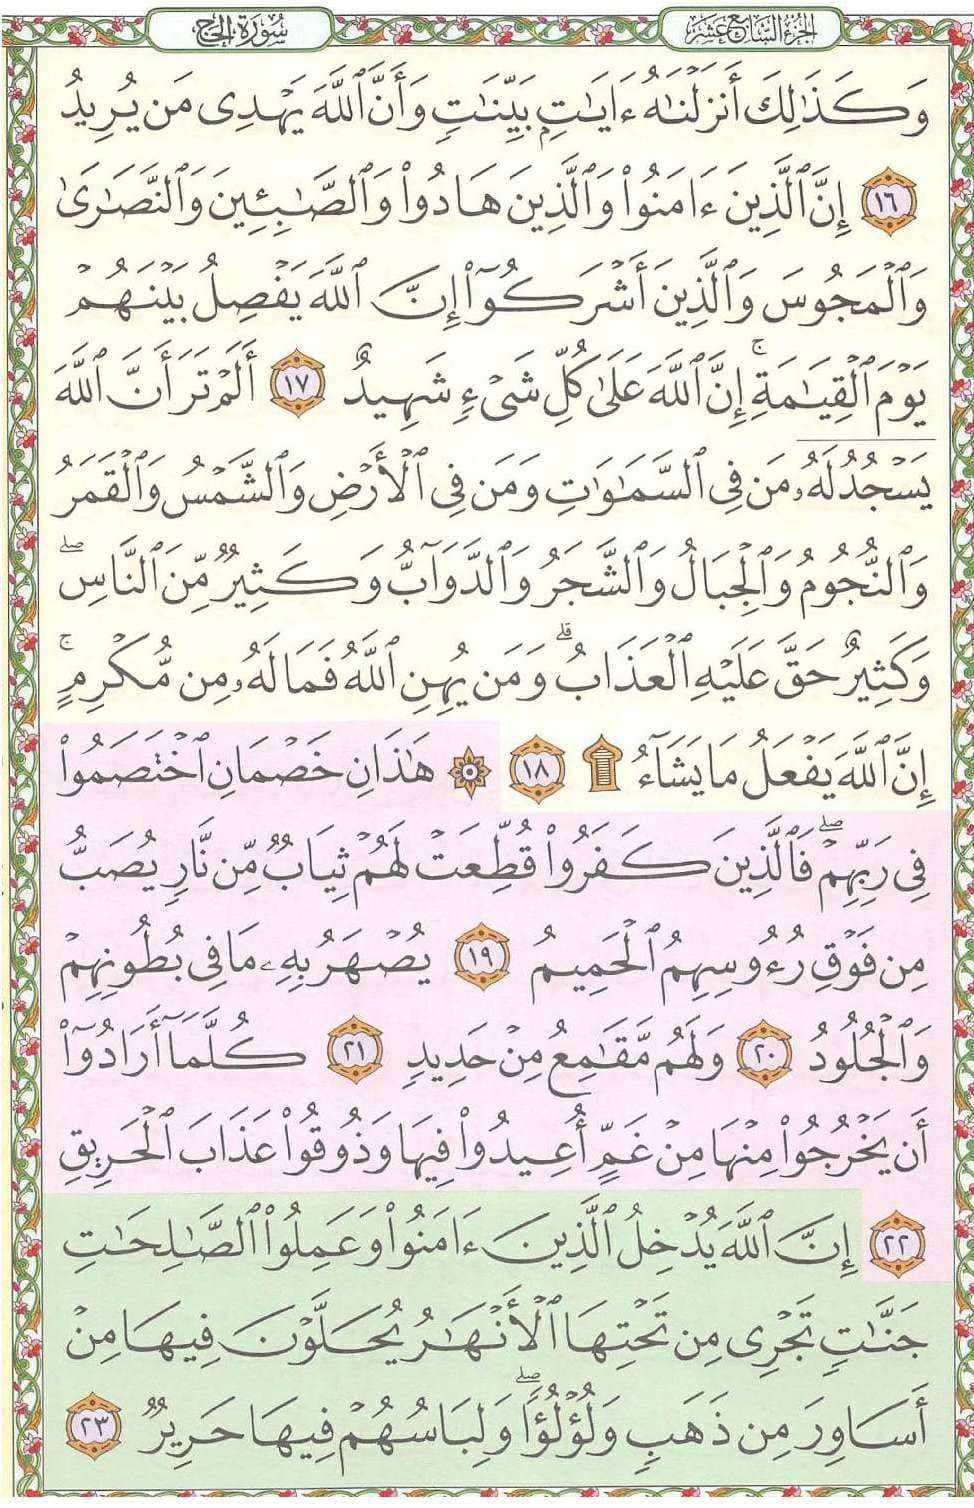 الجزء السابع عشر
سورة الحج
وَكَذَٰلِكَ أَنزَلْنَٰهُ ءَايَٰتٍۭ بَيِّنَٰتٍ وَأَنَّ ٱللَّهَ يَهْدِى مَن يُرِيدُ
١٦ إِنَّ ٱلَّذِينَ ءَامَنُوا۟ وَٱلَّذِينَ هَادُوا۟ وَٱلصَّٰبِـِٔينَ وَٱلنَّصَٰرَىٰ
وَٱلْمَجُوسَ وَٱلَّذِينَ أَشْرَكُوٓا۟ إِنَّ ٱللَّهَ يَفْصِلُ بَيْنَهُمْ
يَوْمَ ٱلْقِيَٰمَةِ ۚ إِنَّ ٱللَّهَ عَلَىٰ كُلِّ شَىْءٍ شَهِيدٌ ١٧ أَلَمْ تَرَ أَنَّ ٱللَّهَ
يَسْجُدُ لَهُۥ مَن فِى ٱلسَّمَٰوَٰتِ وَمَن فِى ٱلْأَرْضِ وَٱلشَّمْسُ وَٱلْقَمَرُ
وَٱلنُّجُومُ وَٱلْجِبَالُ وَٱلشَّجَرُ وَٱلدَّوَآبُّ وَكَثِيرٌ مِّنَ ٱلنَّاسِ ۖ
وَكَثِيرٌ حَقَّ عَلَيْهِ ٱلْعَذَابُ ۗ وَمَن يُهِنِ ٱللَّهُ فَمَا لَهُۥ مِن مُّكْرِمٍ ۚ
إِنَّ ٱللَّهَ يَفْعَلُ مَا يَشَآءُ ۩ ١٨ ۞ هَٰذَانِ خَصْمَانِ ٱخْتَصَمُوا۟
فِى رَبِّهِمْ ۖ فَٱلَّذِينَ كَفَرُوا۟ قُطِّعَتْ لَهُمْ ثِيَابٌ مِّن نَّارٍ يُصَبُّ
مِن فَوْقِ رُءُوسِهِمُ ٱلْحَمِيمُ ١٩ يُصْهَرُ بِهِۦ مَا فِى بُطُونِهِمْ
وَٱلْجُلُودُ ٢٠ وَلَهُم مَّقَٰمِعُ مِنْ حَدِيدٍ ٢١ كُلَّمَآ أَرَادُوٓا۟
أَن يَخْرُجُوا۟ مِنْهَا مِنْ غَمٍّ أُعِيدُوا۟ فِيهَا وَذُوقُوا۟ عَذَابَ ٱلْحَرِيقِ
٢٢ إِنَّ ٱللَّهَ يُدْخِلُ ٱلَّذِينَ ءَامَنُوا۟ وَعَمِلُوا۟ ٱلصَّٰلِحَٰتِ
جَنَّٰتٍ تَجْرِى مِن تَحْتِهَا ٱلْأَنْهَٰرُ يُحَلَّوْنَ فِيهَا مِنْ
أَسَاوِرَ مِن ذَهَبٍ وَلُؤْلُؤًا ۖ وَلِبَاسُهُمْ فِيهَا حَرِيرٌ ٢٣